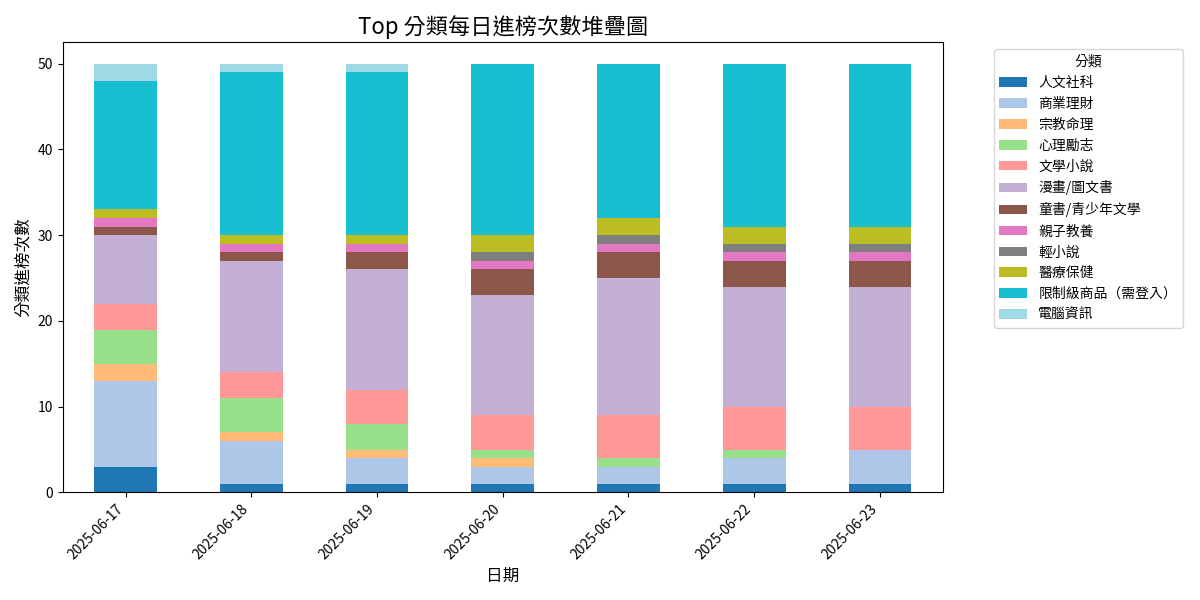 Top 分類每日進榜次數堆疊圖
分類進榜次數
50
40
30
20
10
0
2025-06-17
2025-06-18
2025-06-19
2025-06-20
2025-06-21
2025-06-22
2025-06-23
日期
分類
人文社科
商業理財
宗教命理
心理勵志
文學小說
漫畫/圖文書
童書/青少年文學
親子教養
輕小說
醫療保健
限制級商品（需登入）
電腦資訊